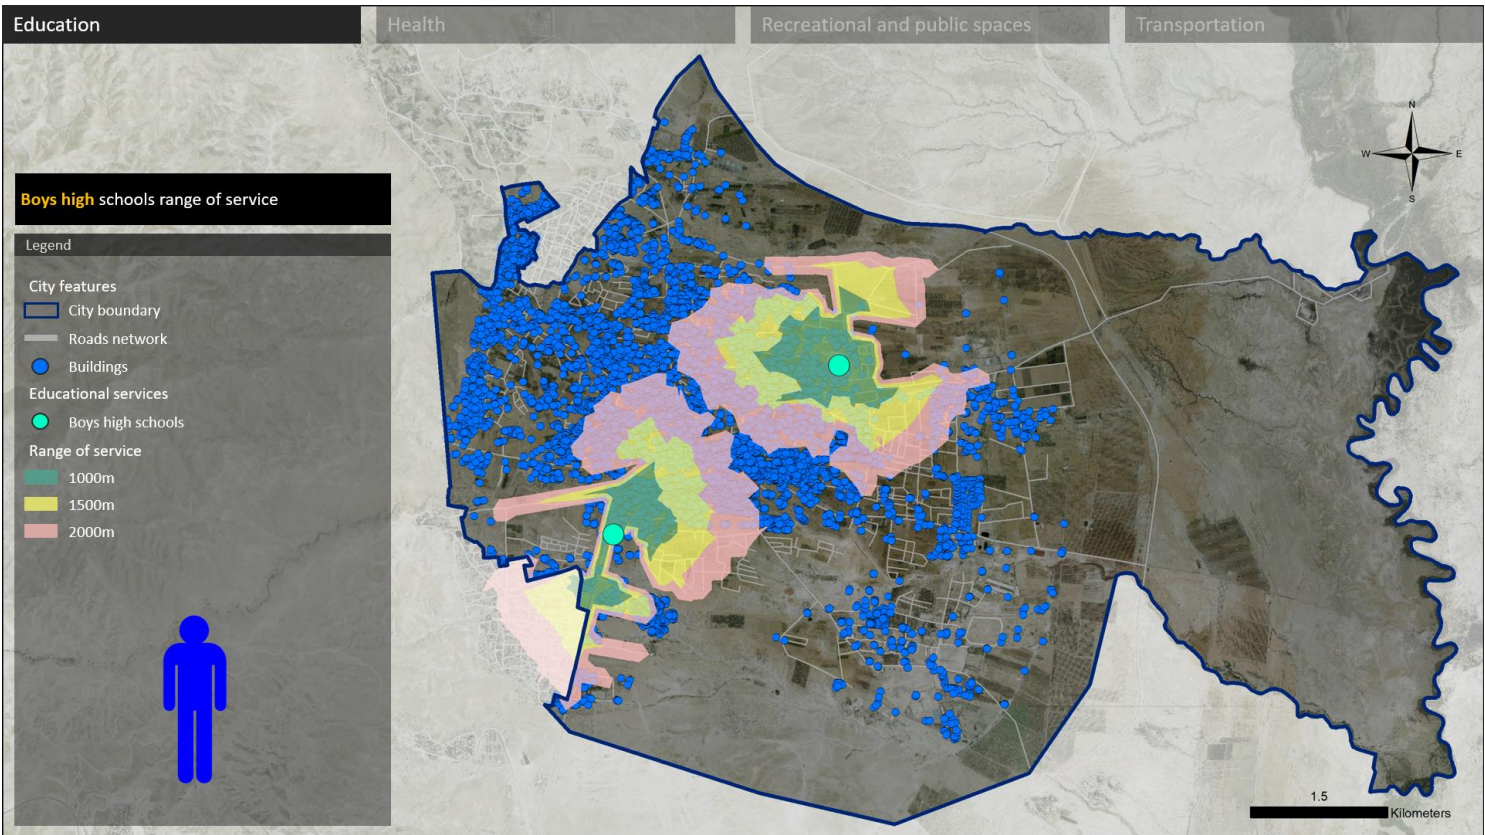 Education
Health
Recreational and public spaces
Transportation
Boys high schools range of service
Legend
City features
City boundary
Roads network
Buildings
Educational services
Boys high schools
Range of service
1000m
1500m
2000m
N
W
E
S
1.5
Kilometers